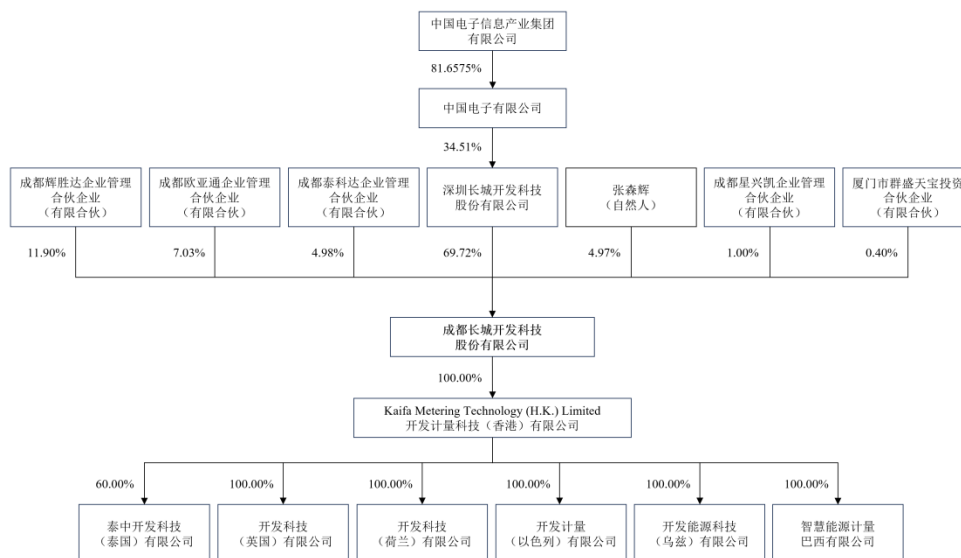 中国电子信息产业集团
有限公司
81.6575%
中国电子有限公司
34.51%
成都辉胜达企业管理
合伙企业
（有限合伙）
成都欧亚通企业管理
合伙企业
（有限合伙）
成都泰科达企业管理
合伙企业
（有限合伙）
深圳长城开发科技
股份有限公司
张森辉
（自然人）
成都星兴凯企业管理
合伙企业
（有限合伙）
厦门市群盛天宝投资
合伙企业
（有限合伙）
11.90%
7.03%
4.98%
69.72%
4.97%
1.00%
0.40%
成都长城开发科技
股份有限公司
100.00%
Kaifa Metering Technology (H.K.) Limited
开发计量科技（香港）有限公司
60.00%
100.00%
100.00%
100.00%
100.00%
100.00%
泰中开发科技
（泰国）有限公司
开发科技
（英国）有限公司
开发科技
（荷兰）有限公司
开发计量
（以色列）有限公司
开发能源科技
（乌兹）有限公司
智慧能源计量
巴西有限公司